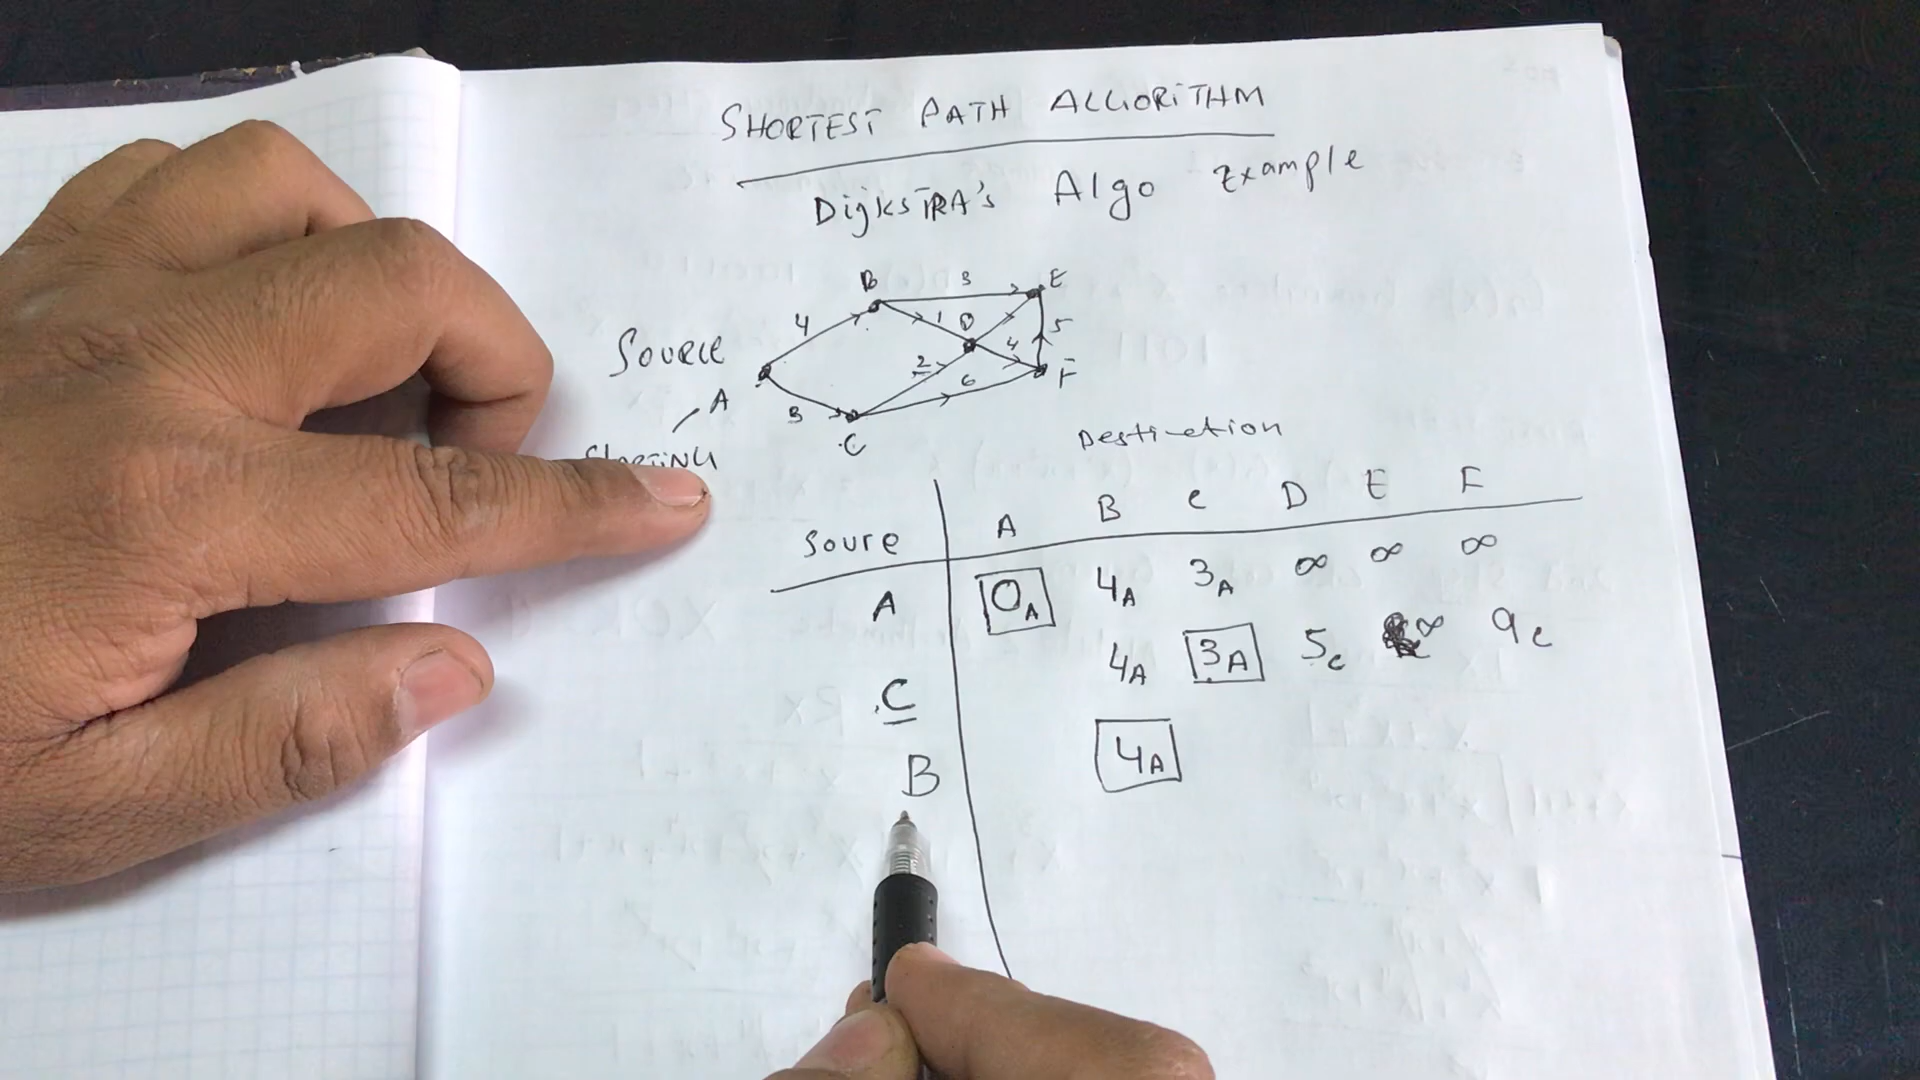 SHORTEST PATH ALGORITHM
DijkSTRA's Algo Example
B 3 E
4 1 D 5
Source 2 4
A 3 6 F
C
Destination
Soure A B C D E F
A 0A 4A 3A ∞ ∞ ∞
C 4A 3A 5c ∞ 9c
B 4A